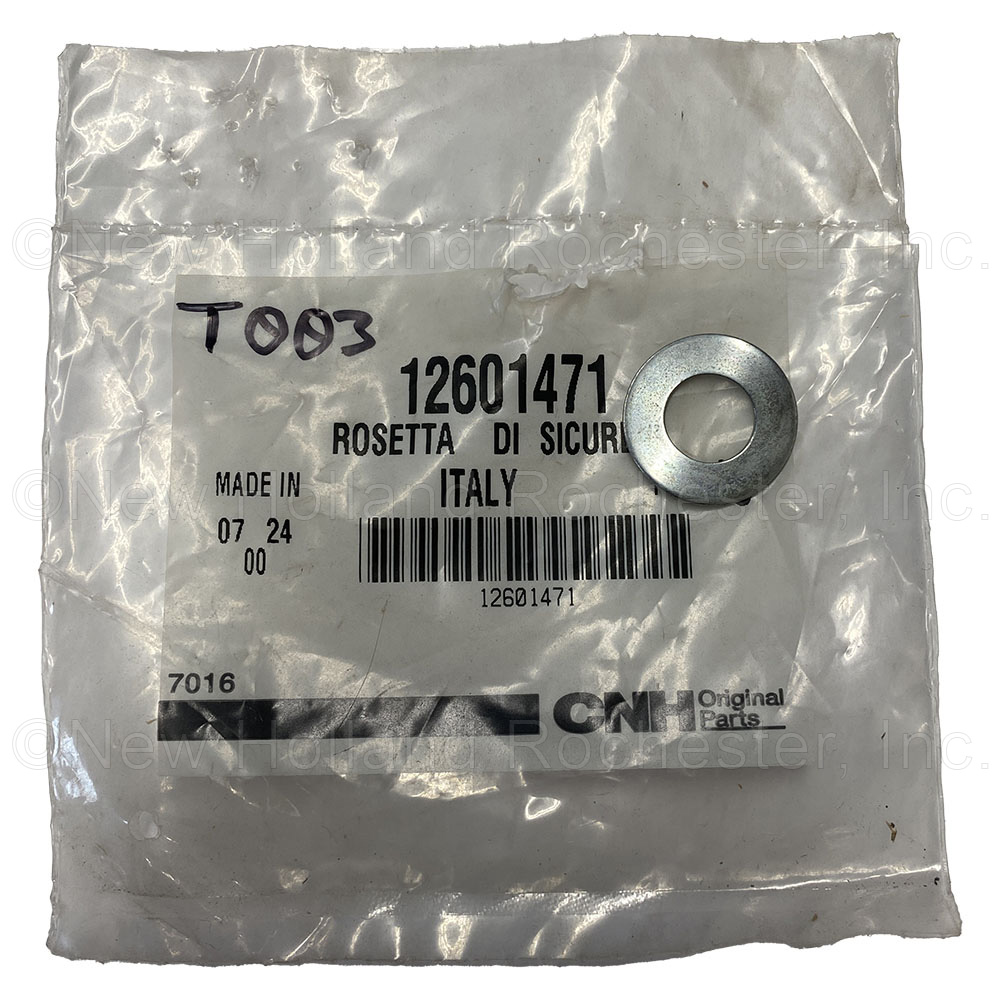 ©New Holland Rochester, Inc.
T003
12601471
ROSETTA DI SICURE
MADE IN ITALY
©New Holland Rochester, Inc.
07 24
00
12601471
7016
CNH Original Parts
©New Holland Rochester, Inc.